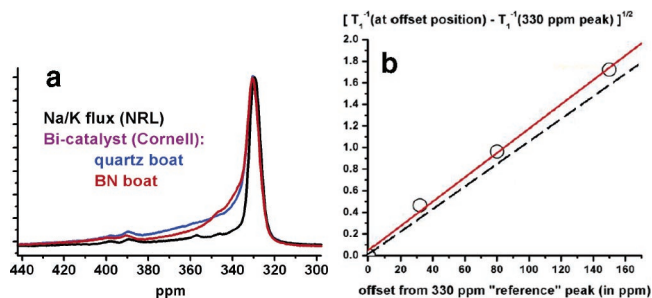 a
Na/K flux (NRL)
Bi-catalyst (Cornell):
quartz boat
BN boat
440 420 400 380 360 340 320 300
ppm
[ T₁⁻¹(at offset position) - T₁⁻¹(330 ppm peak) ]¹/²
b
2.0
1.8
1.6
1.4
1.2
1.0
0.8
0.6
0.4
0.2
0.0
0 20 40 60 80 100 120 140 160
offset from 330 ppm "reference" peak (in ppm)